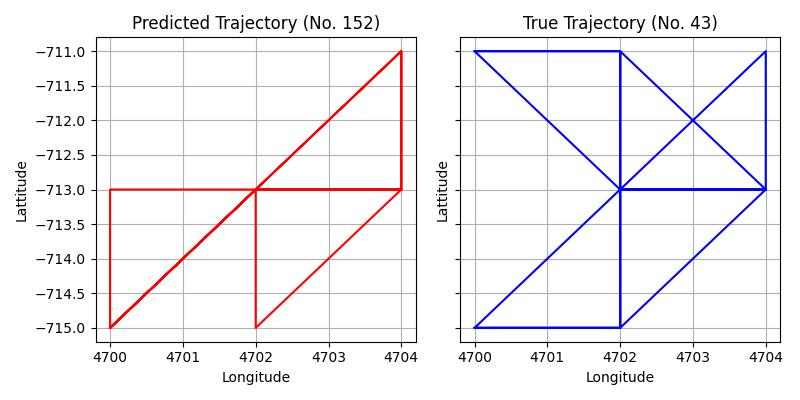 Predicted Trajectory (No. 152)
True Trajectory (No. 43)
Lattitude
−711.0
−711.5
−712.0
−712.5
−713.0
−713.5
−714.0
−714.5
−715.0
Lattitude
4700 4701 4702 4703 4704
4700 4701 4702 4703 4704
Longitude
Longitude